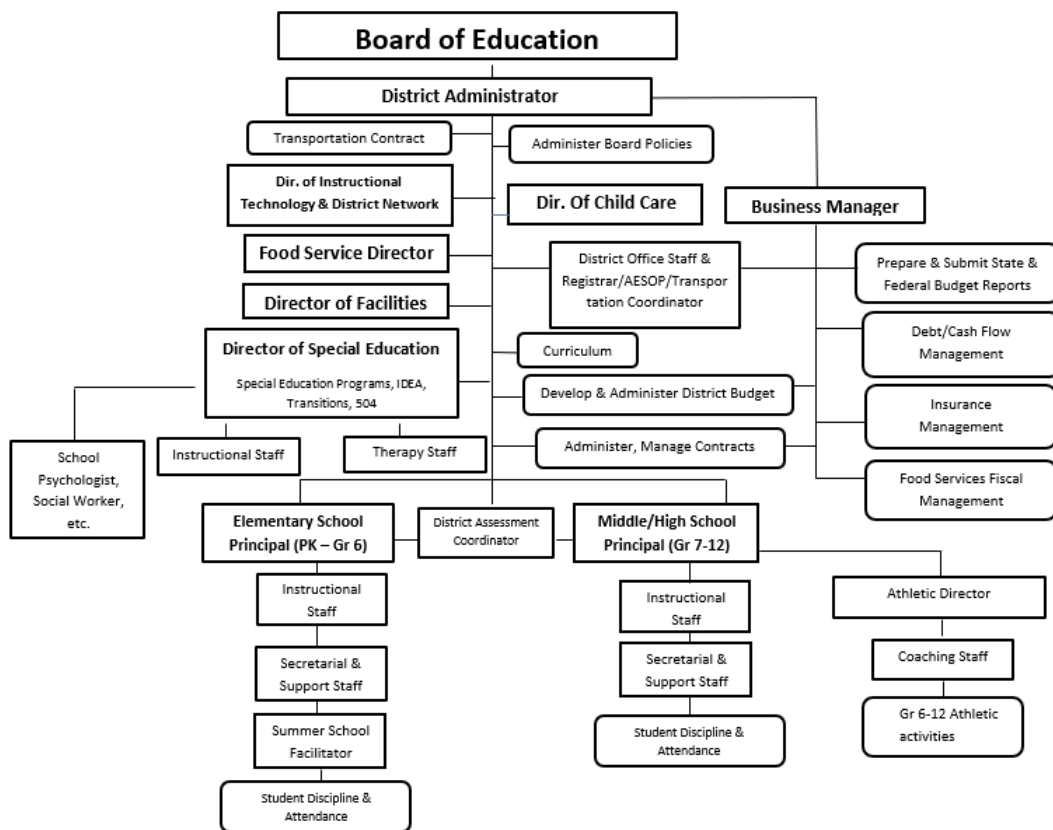 Board of Education
District Administrator
Transportation Contract
Administer Board Policies
Dir. of Instructional
Technology & District Network
Dir. Of Child Care
Business Manager
Food Service Director
District Office Staff &
Registrar/AESOP/Transpor
tation Coordinator
Prepare & Submit State &
Federal Budget Reports
Director of Facilities
Debt/Cash Flow
Management
Director of Special Education
Special Education Programs, IDEA,
Transitions, 504
Curriculum
Develop & Administer District Budget
Insurance
Management
School
Psychologist,
Social Worker,
etc.
Instructional Staff
Therapy Staff
Administer, Manage Contracts
Food Services Fiscal
Management
Elementary School
Principal (PK – Gr 6)
District Assessment
Coordinator
Middle/High School
Principal (Gr 7-12)
Instructional
Staff
Instructional
Staff
Athletic Director
Secretarial &
Support Staff
Secretarial &
Support Staff
Coaching Staff
Summer School
Facilitator
Student Discipline &
Attendance
Gr 6-12 Athletic
activities
Student Discipline &
Attendance